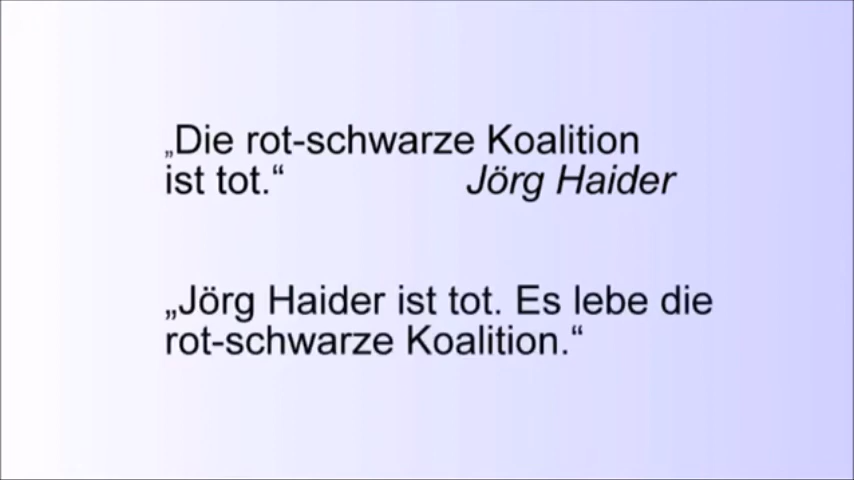 „Die rot-schwarze Koalition
ist tot.“ Jörg Haider
„Jörg Haider ist tot. Es lebe die
rot-schwarze Koalition.“